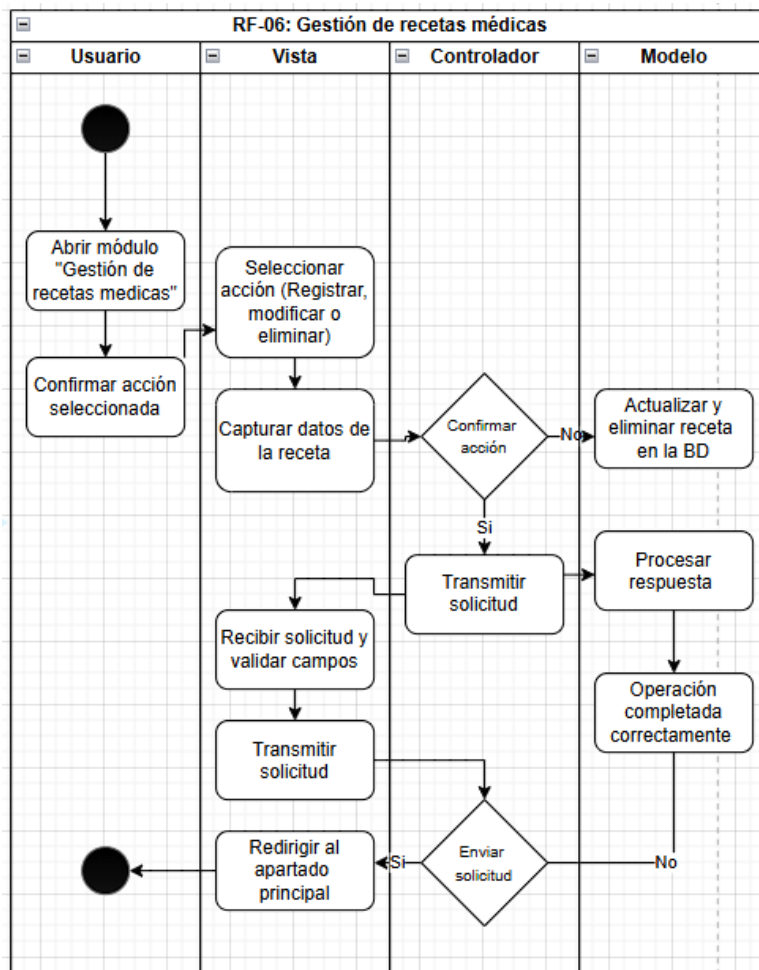 RF-06: Gestión de recetas médicas
Usuario
Vista
Controlador
Modelo
Abrir módulo
"Gestión de
recetas medicas"
Confirmar acción
seleccionada
Seleccionar
acción (Registrar,
modificar o
eliminar)
Capturar datos de
la receta
Confirmar
acción
No
Actualizar y
eliminar receta
en la BD
Si
Transmitir
solicitud
Procesar
respuesta
Recibir solicitud y
validar campos
Operación
completada
correctamente
Transmitir
solicitud
Enviar
solicitud
No
Si
Redirigir al
apartado
principal